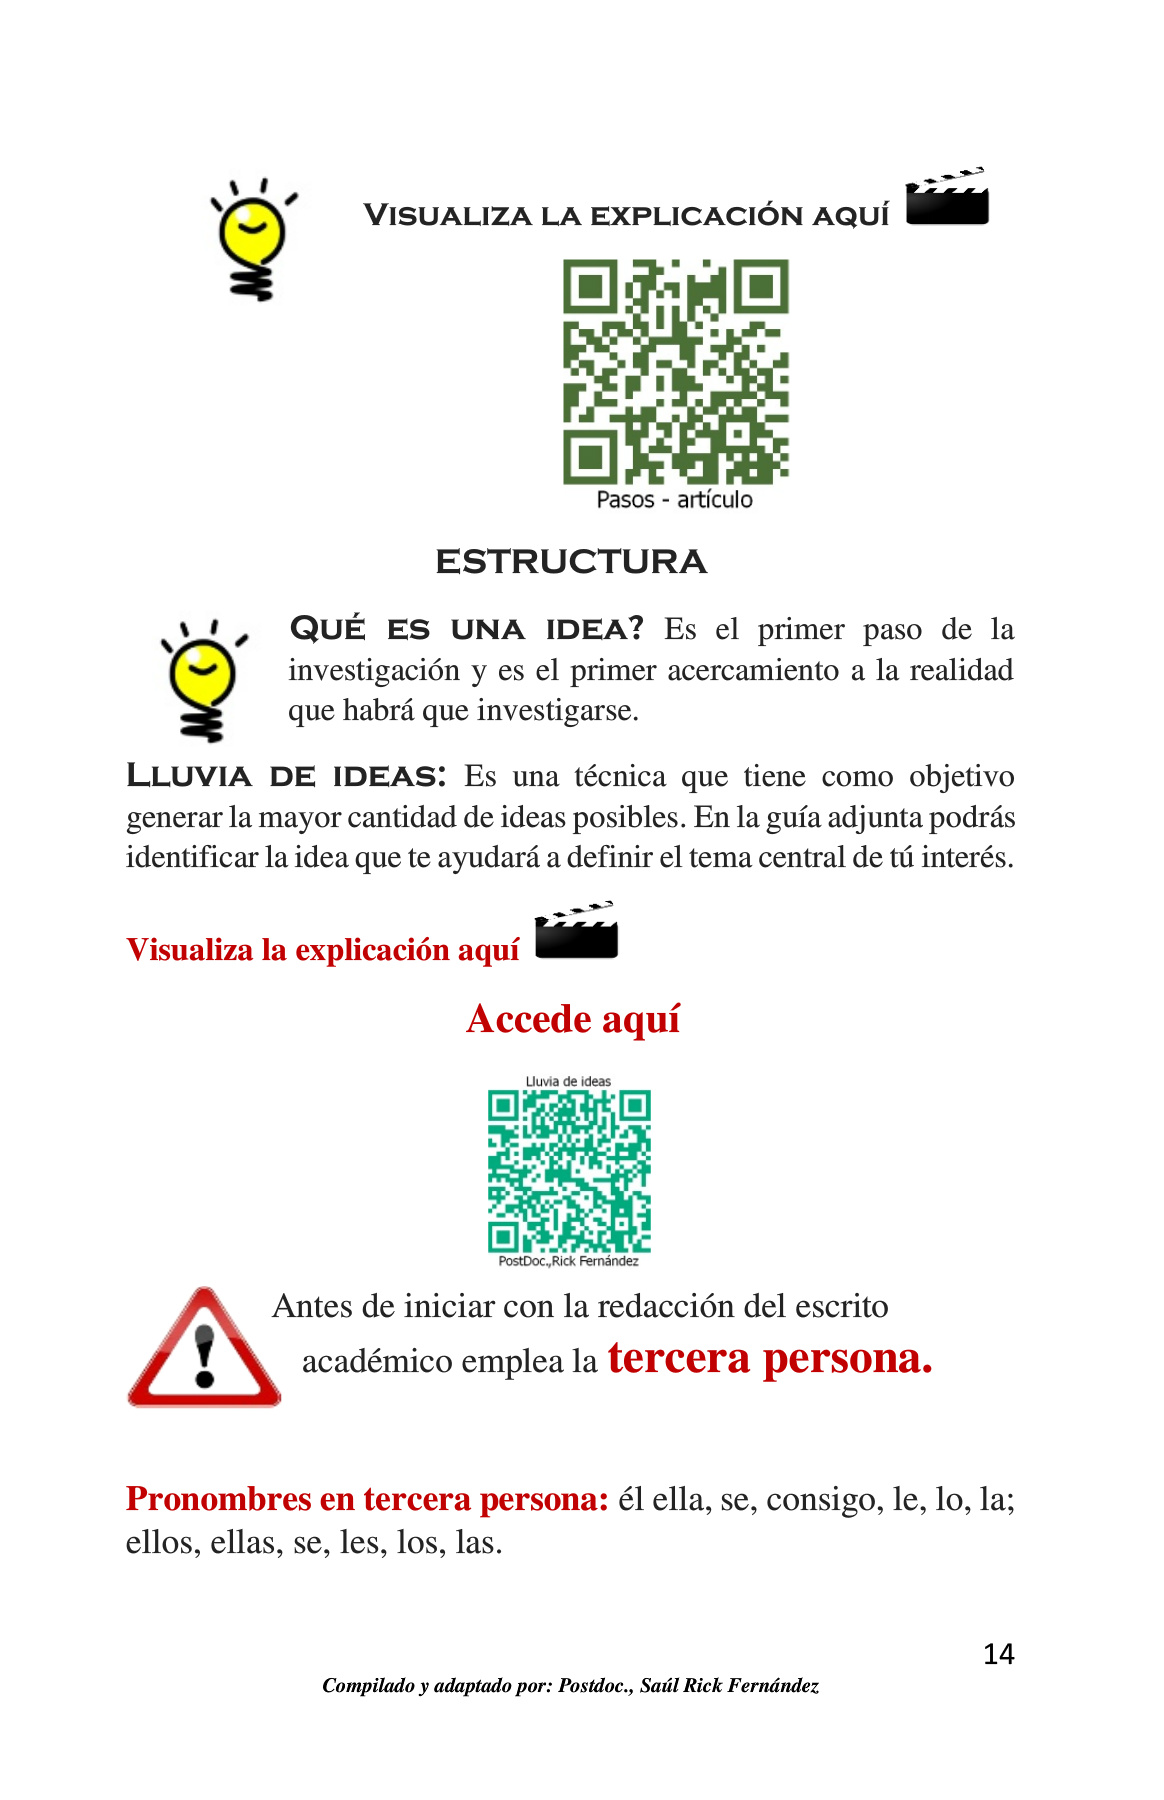 Visualiza la explicación aquí
Pasos - artículo
ESTRUCTURA
Qué es una idea? Es el primer paso de la
investigación y es el primer acercamiento a la realidad
que habrá que investigarse.
Lluvia de ideas: Es una técnica que tiene como objetivo
generar la mayor cantidad de ideas posibles. En la guía adjunta podrás
identificar la idea que te ayudará a definir el tema central de tú interés.
Visualiza la explicación aquí
Accede aquí
Lluvia de ideas
PostDoc.,Rick Fernández
Antes de iniciar con la redacción del escrito
académico emplea la tercera persona.
Pronombres en tercera persona: él ella, se, consigo, le, lo, la;
ellos, ellas, se, les, los, las.
14
Compilado y adaptado por: Postdoc., Saúl Rick Fernández